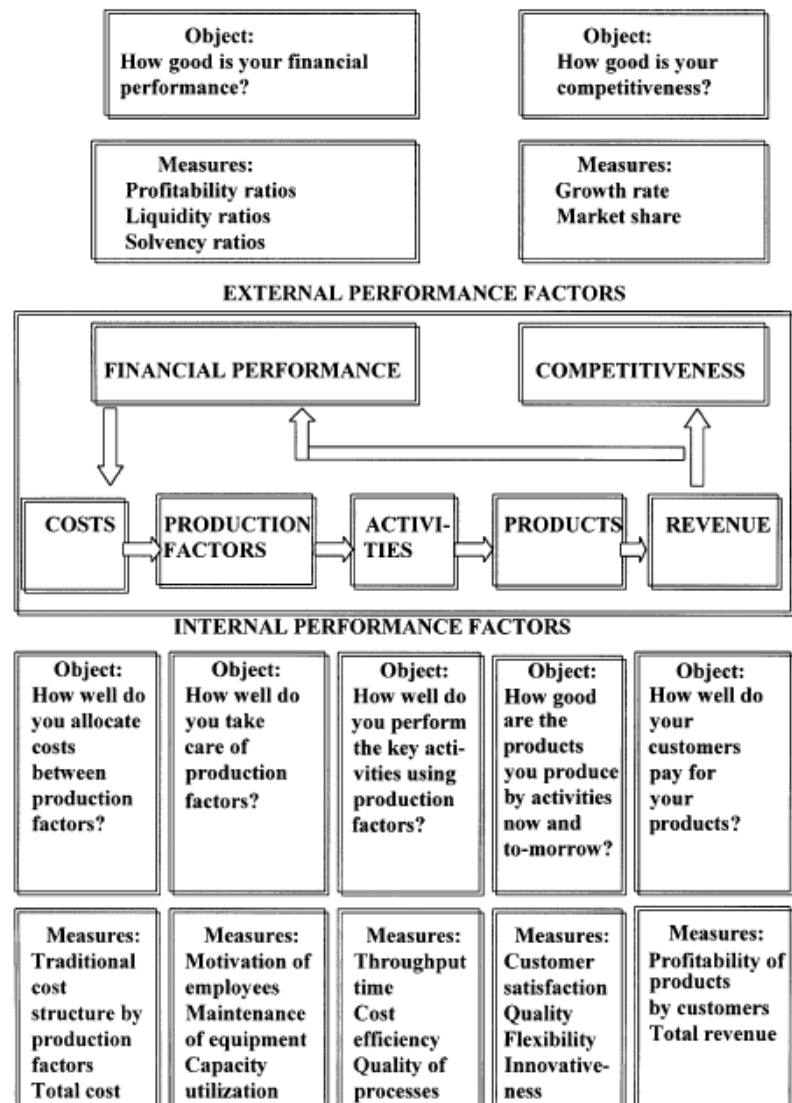 Object:
How good is your financial
performance?
Object:
How good is your
competitiveness?
Measures:
Profitability ratios
Liquidity ratios
Solvency ratios
Measures:
Growth rate
Market share
EXTERNAL PERFORMANCE FACTORS
FINANCIAL PERFORMANCE
COMPETITIVENESS
COSTS
PRODUCTION
FACTORS
ACTIVI-
TIES
PRODUCTS
REVENUE
INTERNAL PERFORMANCE FACTORS
Object:
How well do
you allocate
costs
between
production
factors?
Object:
How well do
you take
care of
production
factors?
Object:
How well do
you perform
the key acti-
vities using
production
factors?
Object:
How good
are the
products
you produce
by activities
now and
to-morrow?
Object:
How well do
your
customers
pay for
your
products?
Measures:
Traditional
cost
structure by
production
factors
Total cost
Measures:
Motivation of
employees
Maintenance
of equipment
Capacity
utilization
Measures:
Throughput
time
Cost
efficiency
Quality of
processes
Measures:
Customer
satisfaction
Quality
Flexibility
Innovative-
ness
Measures:
Profitability of
products
by customers
Total revenue